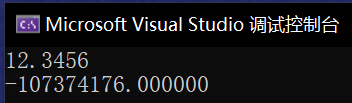 C:\
Microsoft Visual Studio 调试控制台
12.3456
-107374176.000000